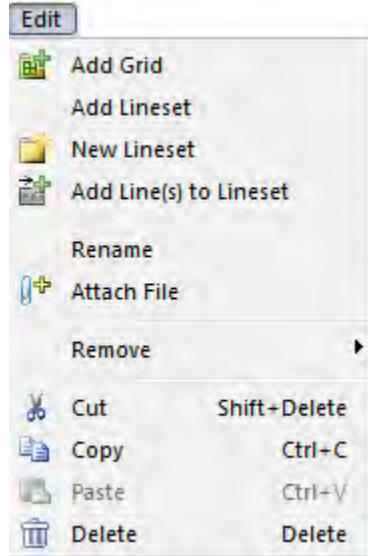 Edit
Add Grid
Add Lineset
New Lineset
Add Line(s) to Lineset
Rename
Attach File
Remove
Cut Shift+Delete
Copy Ctrl+C
Paste Ctrl+V
Delete Delete